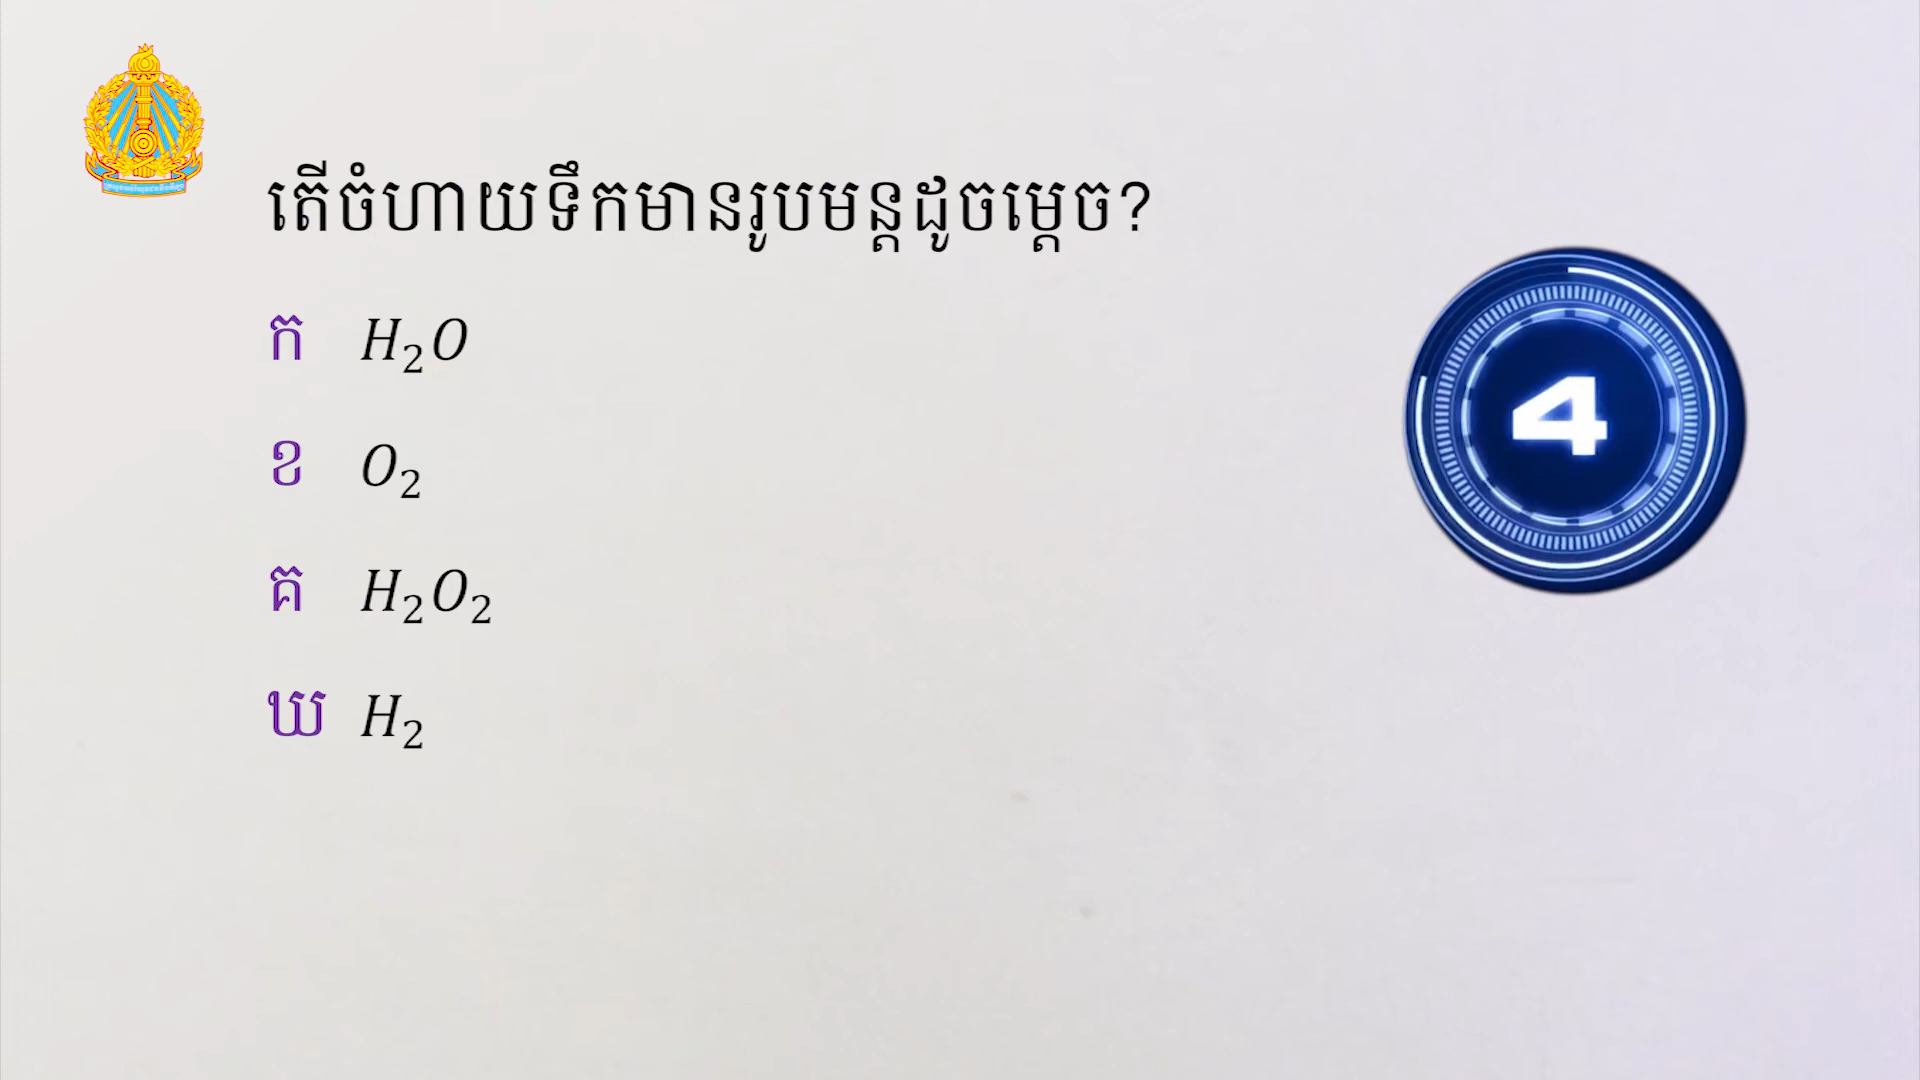 តើចំហាយទឹកមានរូបមន្តដូចម្តេច?
ក H₂O
ខ O₂
គ H₂O₂
ឃ H₂
4